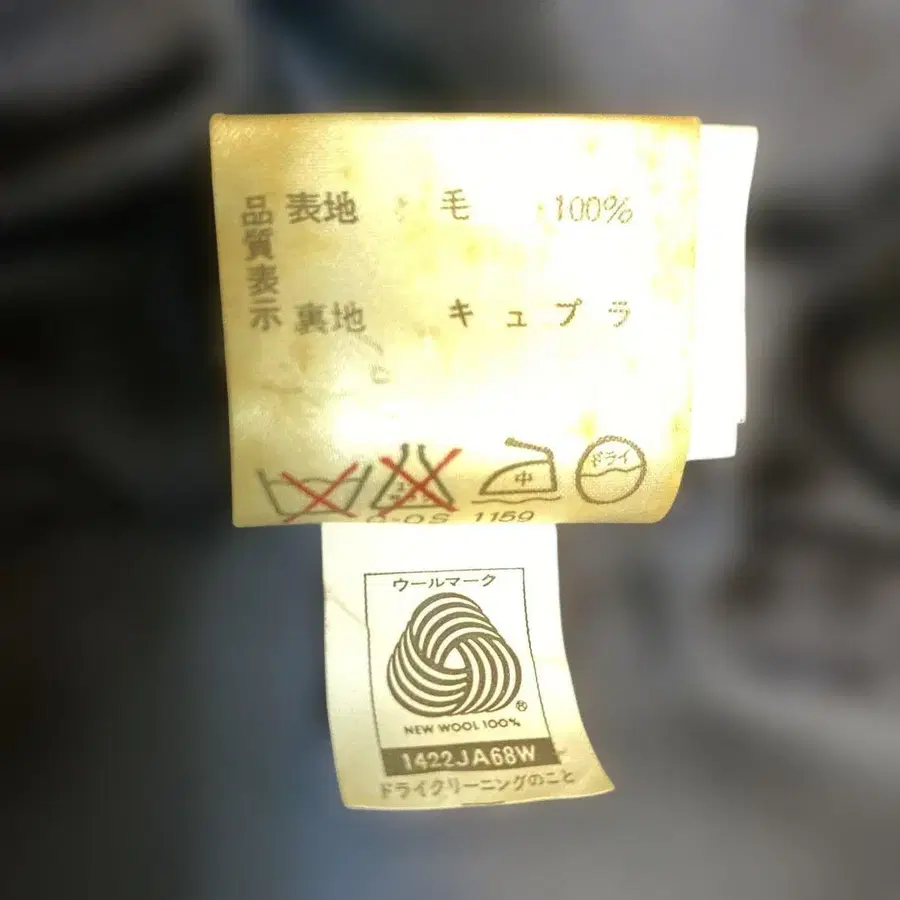 品質表示
表地 毛 100%
裏地 キュプラ
中
ドライ
1159
ウールマーク
®
NEW WOOL 100%
1422JA68W
ドライクリーニングのこと